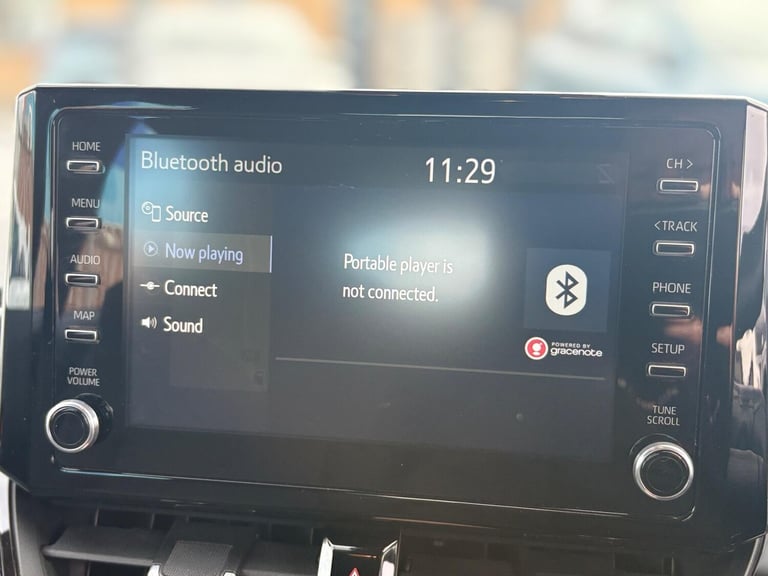 HOME
MENU
AUDIO
MAP
POWER
VOLUME
Bluetooth audio
11:29
Source
Now playing
Connect
Sound
Portable player is
not connected.
POWERED BY
gracenote
CH >
< TRACK
PHONE
SETUP
TUNE
SCROLL